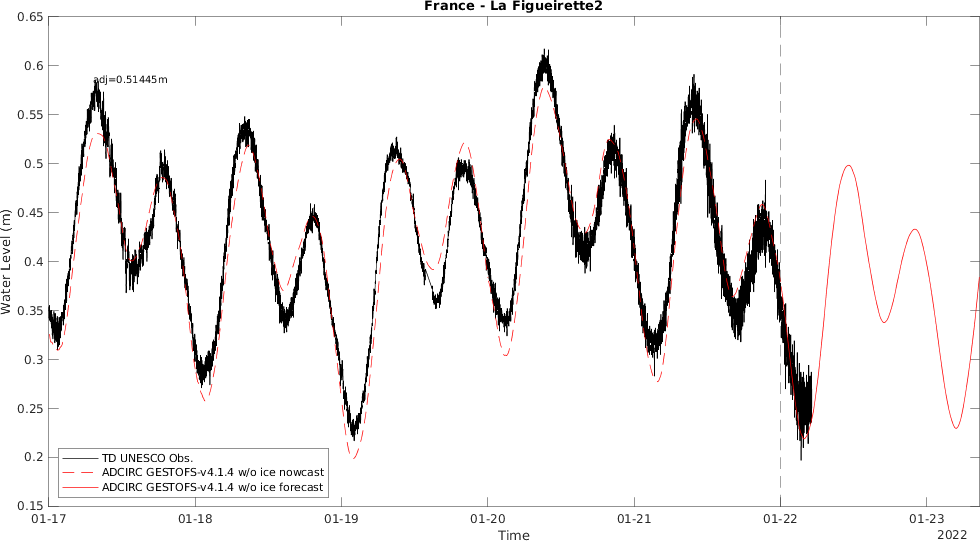 France - La Figueirette2
adj=0.51445m
0.65
0.6
0.55
0.5
0.45
0.4
0.35
0.3
0.25
0.2
0.15
Water Level (m)
TD UNESCO Obs.
ADCIRC GESTOFS-v4.1.4 w/o ice nowcast
ADCIRC GESTOFS-v4.1.4 w/o ice forecast
01-17 01-18 01-19 01-20 01-21 01-22 01-23
Time
2022